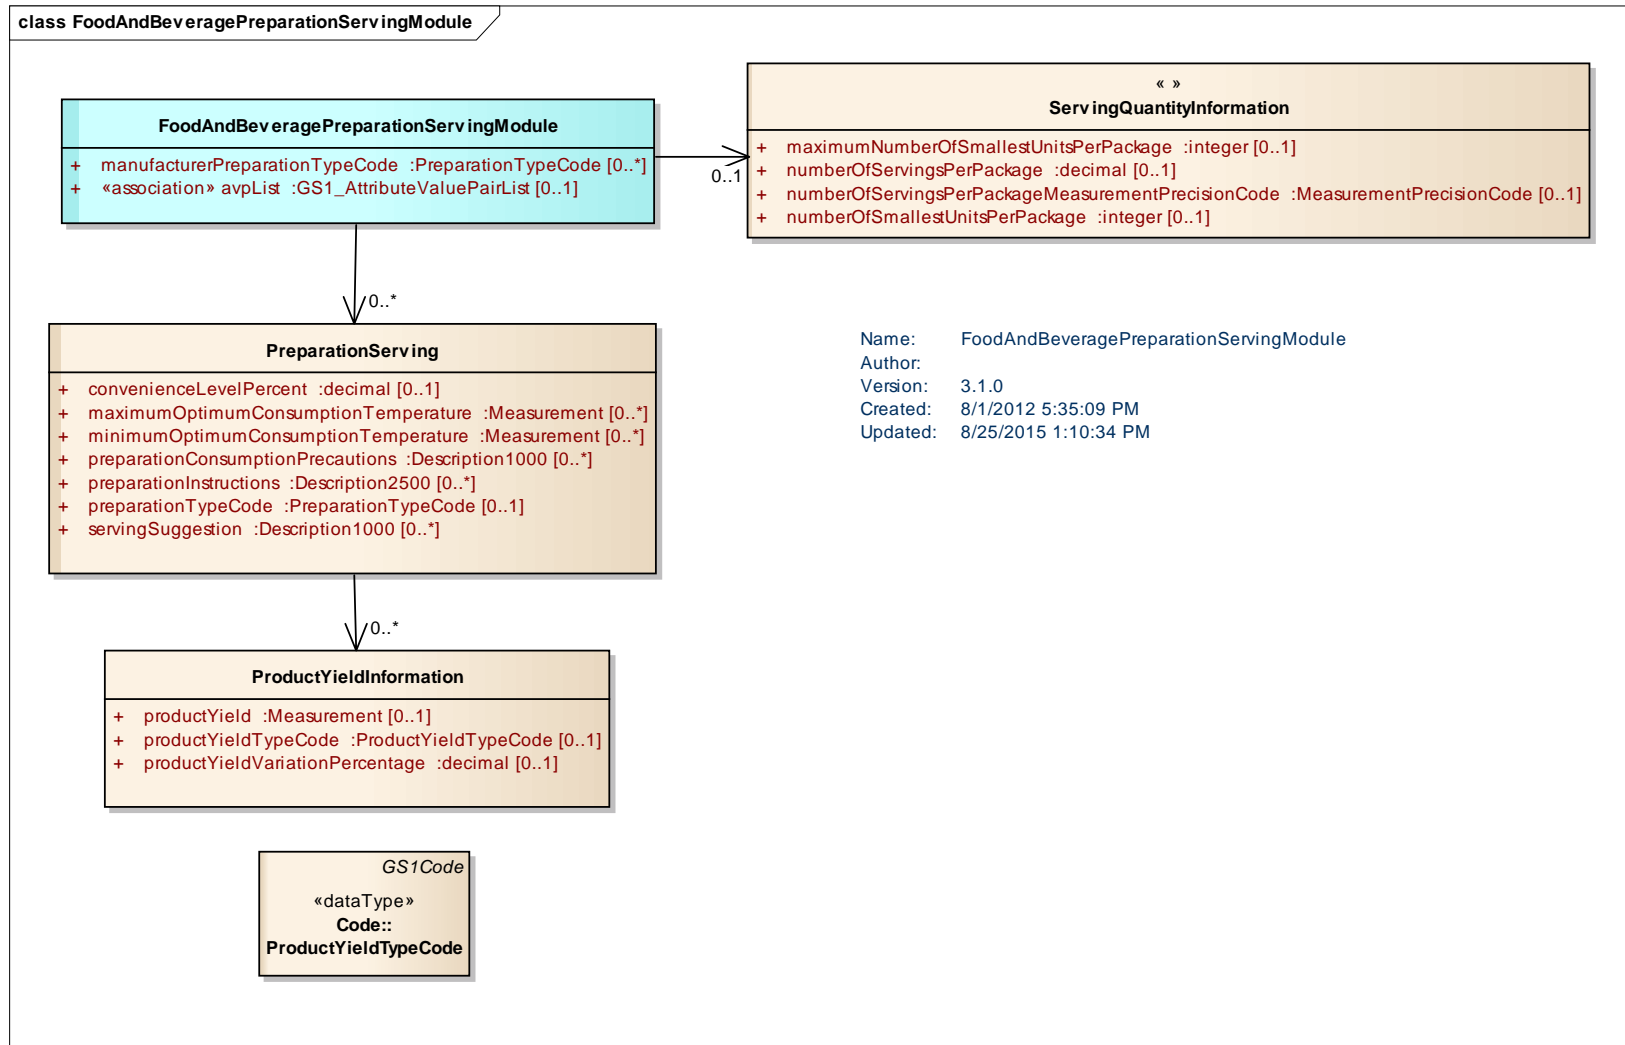 class FoodAndBeveragePreparationServingModule
FoodAndBeveragePreparationServingModule
+ manufacturerPreparationTypeCode :PreparationTypeCode [0..*]
+ «association» avpList :GS1_AttributeValuePairList [0..1]
0..1
« »
ServingQuantityInformation
+ maximumNumberOfSmallestUnitsPerPackage :integer [0..1]
+ numberOfServingsPerPackage :decimal [0..1]
+ numberOfServingsPerPackageMeasurementPrecisionCode :MeasurementPrecisionCode [0..1]
+ numberOfSmallestUnitsPerPackage :integer [0..1]
0..*
PreparationServing
+ convenienceLevelPercent :decimal [0..1]
+ maximumOptimumConsumptionTemperature :Measurement [0..*]
+ minimumOptimumConsumptionTemperature :Measurement [0..*]
+ preparationConsumptionPrecautions :Description1000 [0..*]
+ preparationInstructions :Description2500 [0..*]
+ preparationTypeCode :PreparationTypeCode [0..1]
+ servingSuggestion :Description1000 [0..*]
Name: FoodAndBeveragePreparationServingModule
Author:
Version: 3.1.0
Created: 8/1/2012 5:35:09 PM
Updated: 8/25/2015 1:10:34 PM
0..*
ProductYieldInformation
+ productYield :Measurement [0..1]
+ productYieldTypeCode :ProductYieldTypeCode [0..1]
+ productYieldVariationPercentage :decimal [0..1]
GS1Code
«dataType»
Code::
ProductYieldTypeCode